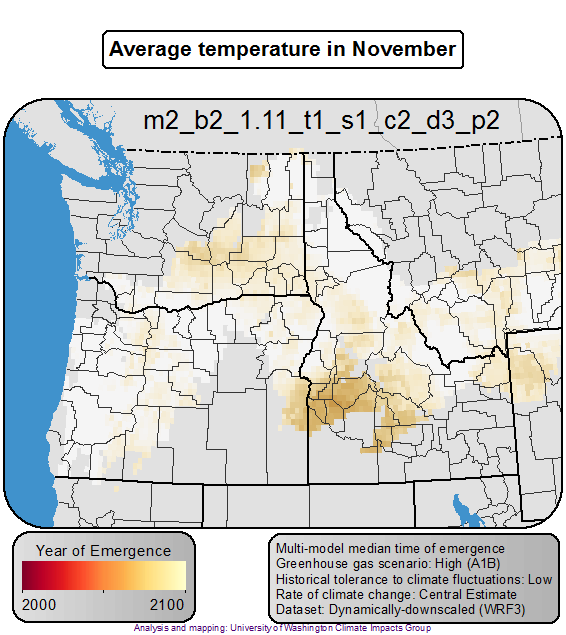 Average temperature in November
m2_b2_1.11_t1_s1_c2_d3_p2
Year of Emergence
2000 2100
Multi-model median time of emergence
Greenhouse gas scenario: High (A1B)
Historical tolerance to climate fluctuations: Low
Rate of climate change: Central Estimate
Dataset: Dynamically-downscaled (WRF3)
Analysis and mapping: University of Washington Climate Impacts Group